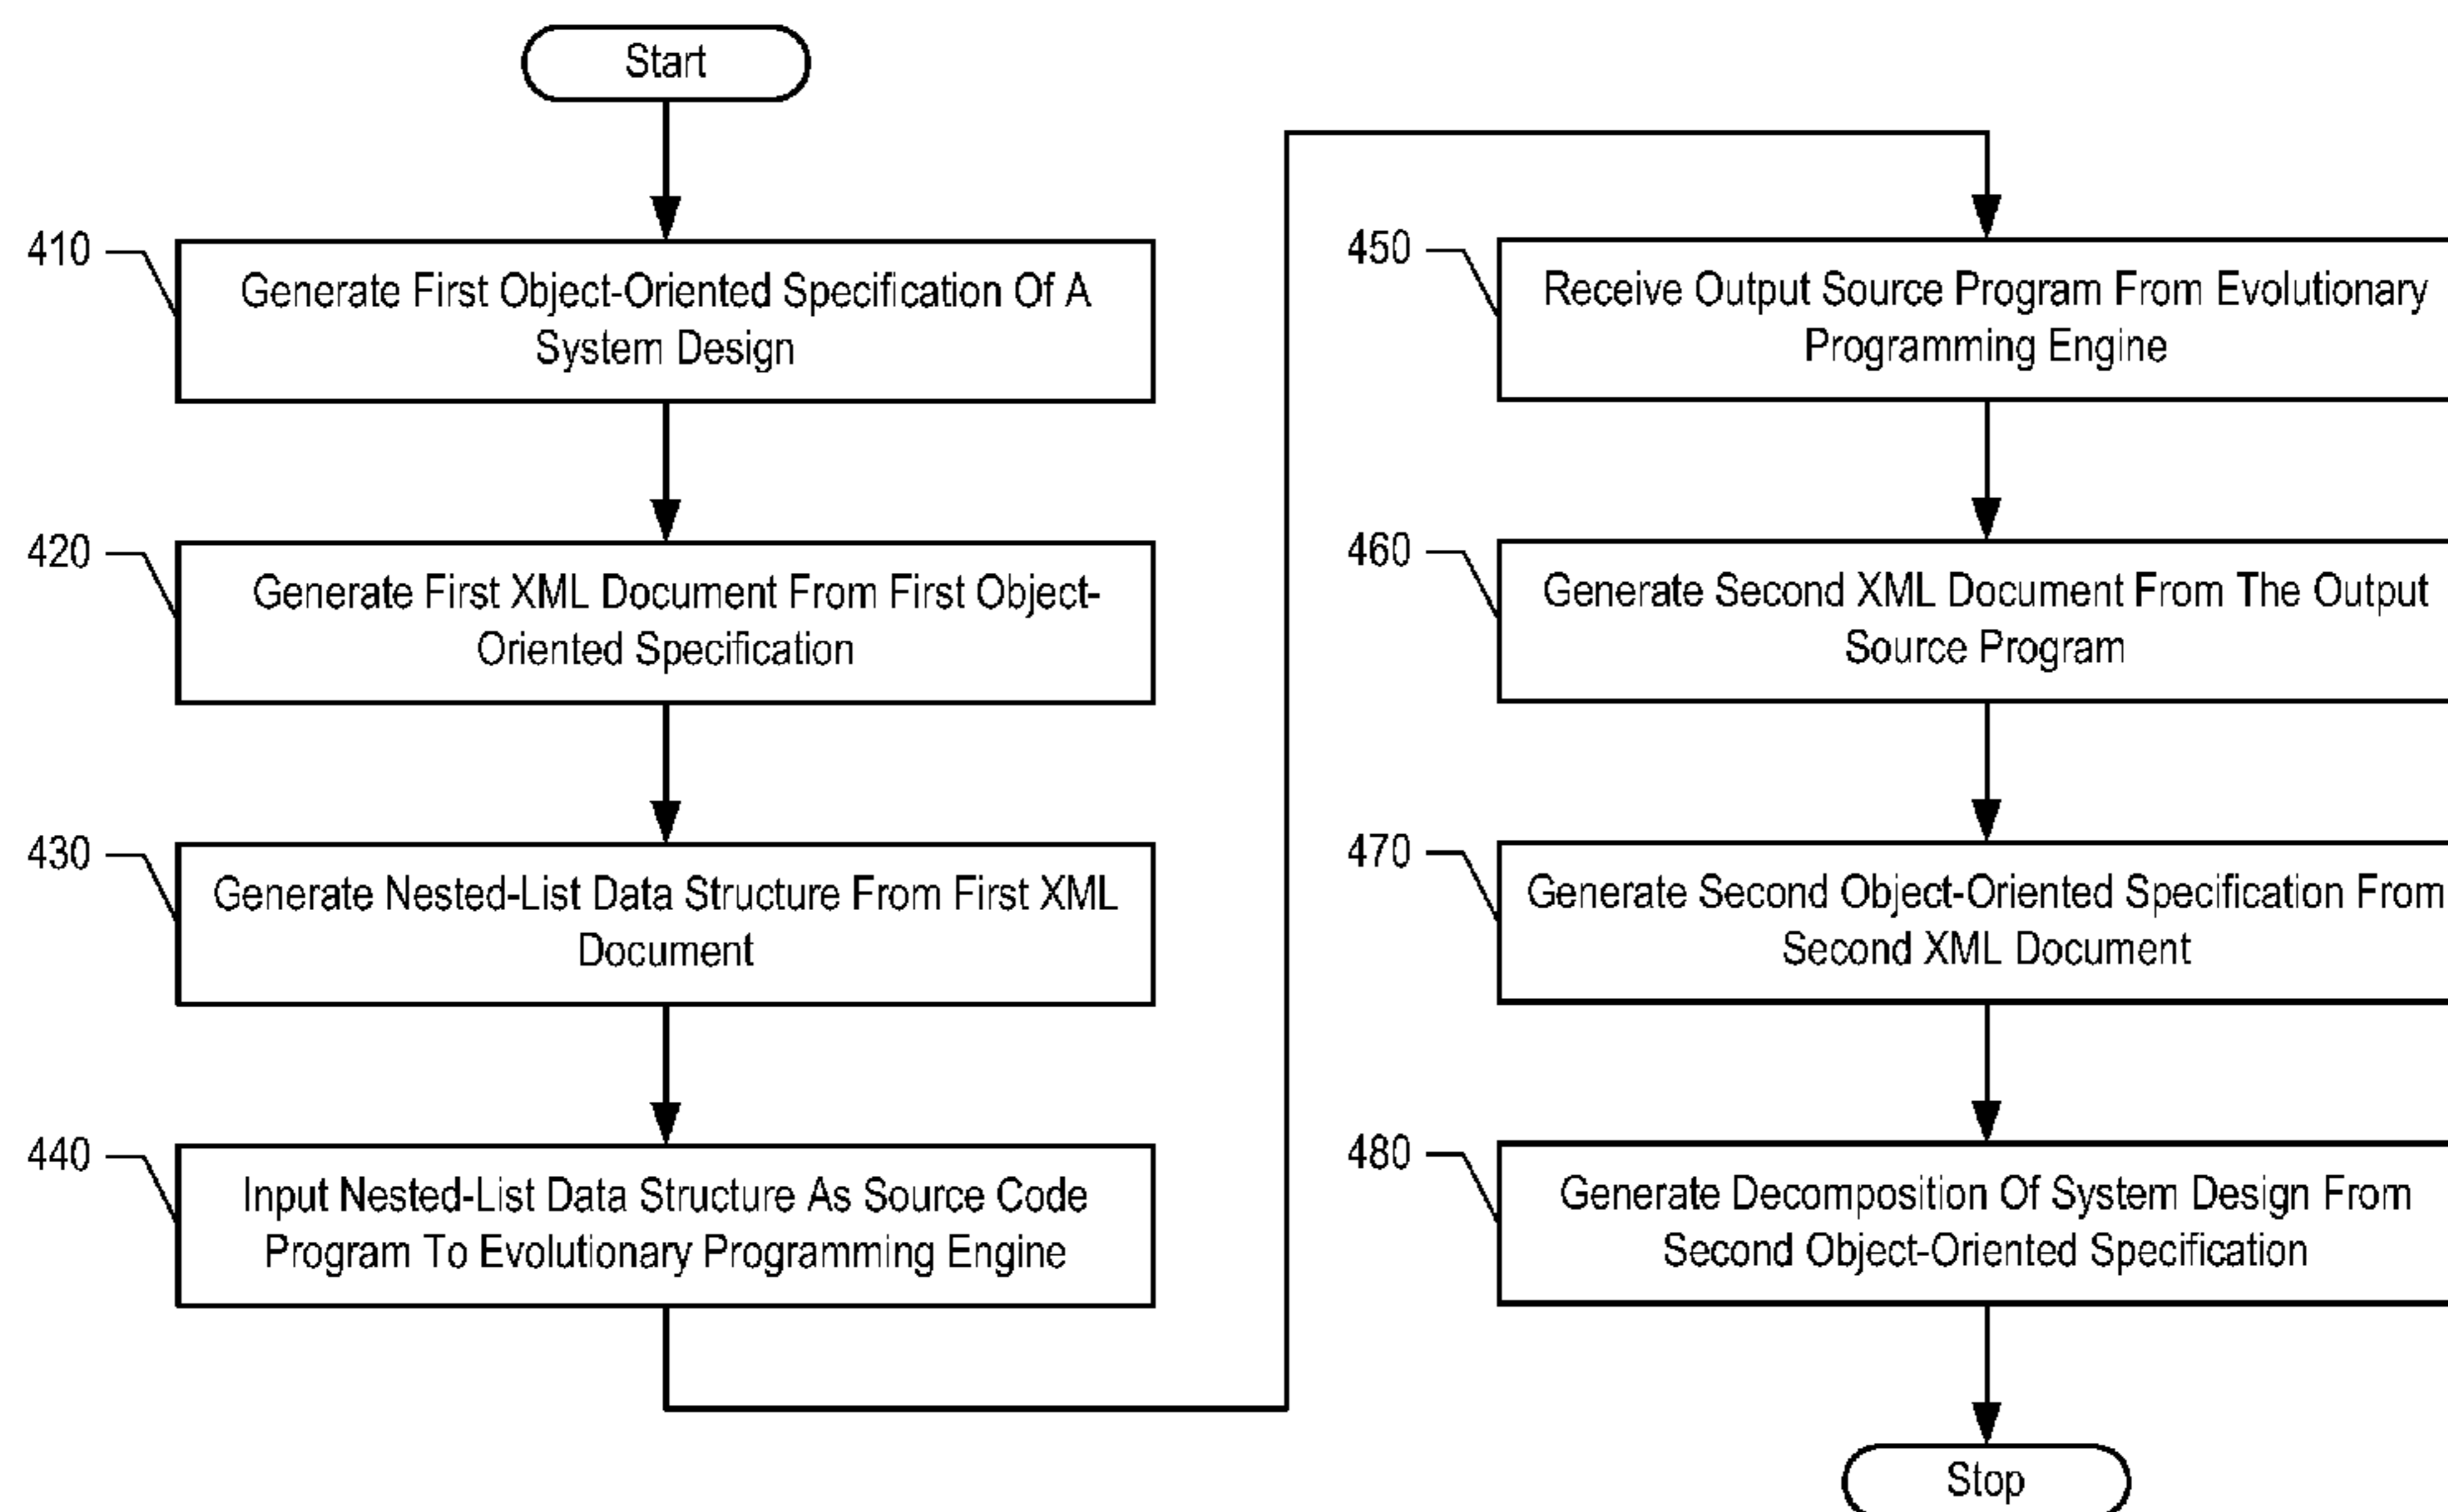 Start
410
Generate First Object-Oriented Specification Of A
System Design
420
Generate First XML Document From First Object-
Oriented Specification
430
Generate Nested-List Data Structure From First XML
Document
440
Input Nested-List Data Structure As Source Code
Program To Evolutionary Programming Engine
450
Receive Output Source Program From Evolutionary
Programming Engine
460
Generate Second XML Document From The Output
Source Program
470
Generate Second Object-Oriented Specification From
Second XML Document
480
Generate Decomposition Of System Design From
Second Object-Oriented Specification
Stop